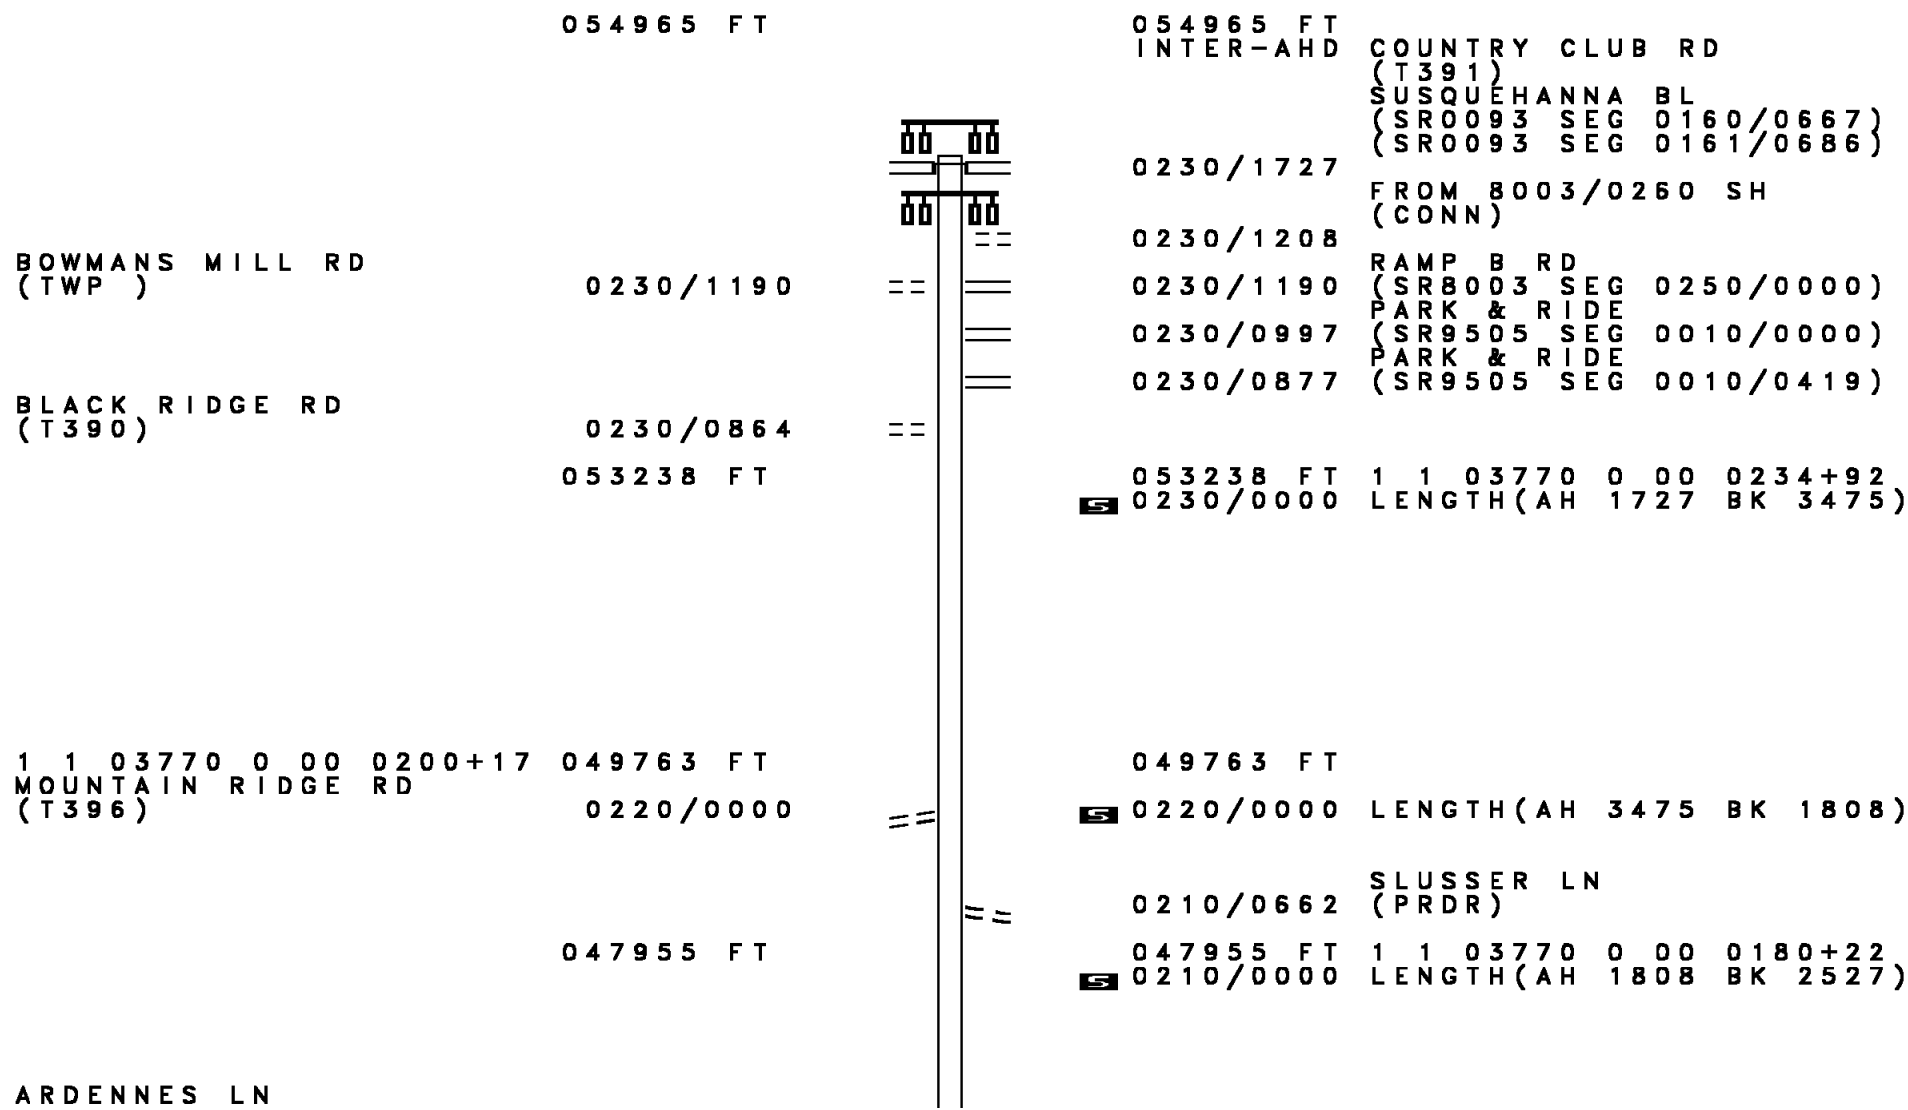 054965 FT 054965 FT
INTER-AHD COUNTRY CLUB RD
(T391)
SUSQUEHANNA BL
(SR0093 SEG 0160/0667)
(SR0093 SEG 0161/0686)
0230/1727
FROM 8003/0260 SH
(CONN)
0230/1208
BOWMANS MILL RD RAMP B RD
(TWP ) 0230/1190 0230/1190 (SR8003 SEG 0250/0000)
PARK & RIDE
0230/0997 (SR9505 SEG 0010/0000)
PARK & RIDE
0230/0877 (SR9505 SEG 0010/0419)
BLACK RIDGE RD
(T390) 0230/0864
053238 FT 053238 FT 1 1 03770 0 00 0234+92
S 0230/0000 LENGTH(AH 1727 BK 3475)
1 1 03770 0 00 0200+17 049763 FT 049763 FT
MOUNTAIN RIDGE RD
(T396) 0220/0000 S 0220/0000 LENGTH(AH 3475 BK 1808)
SLUSSER LN
0210/0662 (PRDR)
047955 FT 047955 FT 1 1 03770 0 00 0180+22
S 0210/0000 LENGTH(AH 1808 BK 2527)
ARDENNES LN